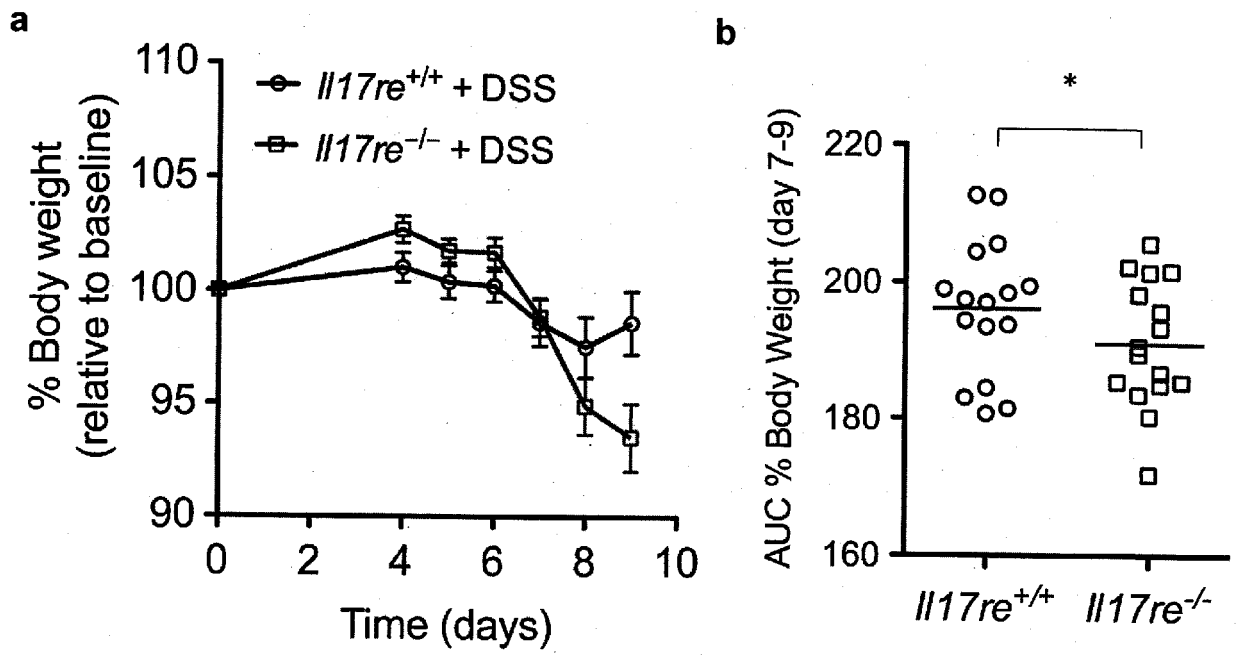 a
110
105
100
95
90
% Body weight
(relative to baseline)
Il17re+/+ + DSS
Il17re−/− + DSS
0 2 4 6 8 10
Time (days)
b
*
220
200
180
160
AUC % Body Weight (day 7-9)
Il17re+/+ Il17re-/-